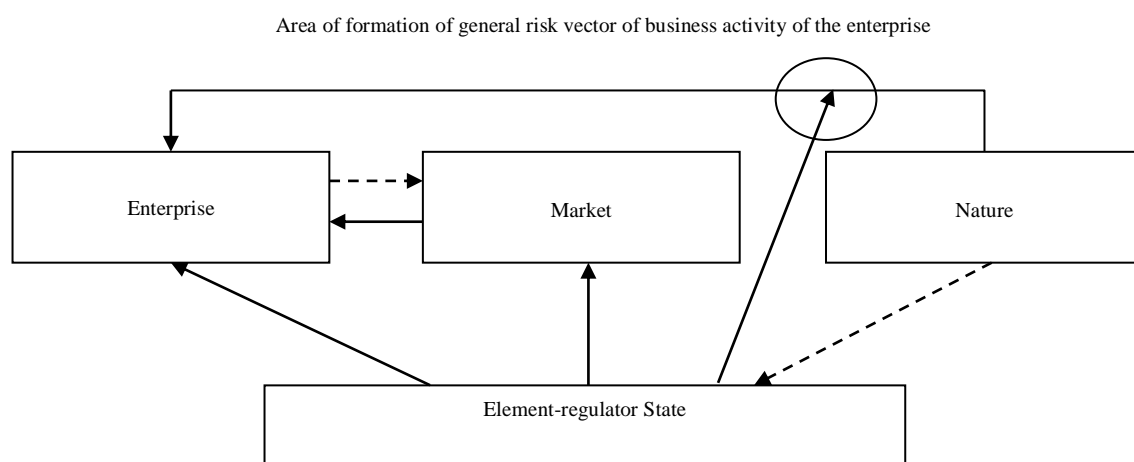 Area of formation of general risk vector of business activity of the enterprise
Enterprise
Market
Nature
Element-regulator State